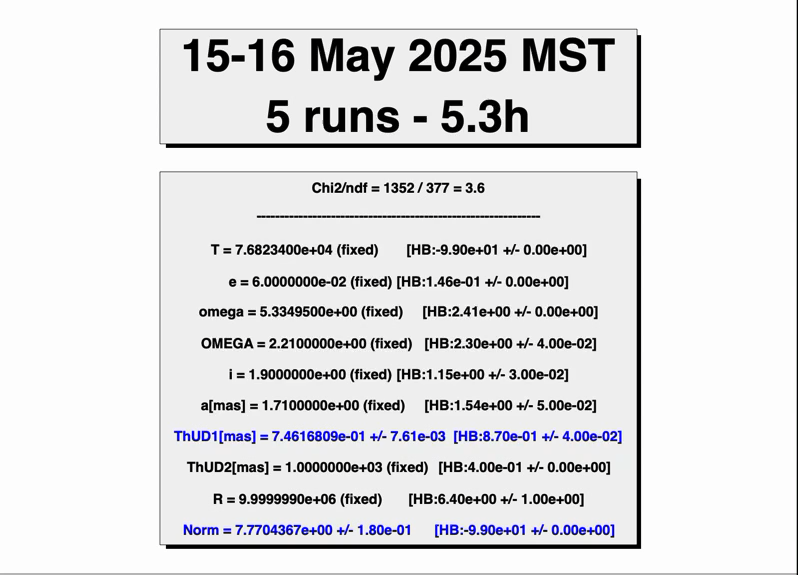 15-16 May 2025 MST
5 runs - 5.3h
Chi2/ndf = 1352 / 377 = 3.6
--------------------------------------------------------------
T = 7.6823400e+04 (fixed) [HB:-9.90e+01 +/- 0.00e+00]
e = 6.0000000e-02 (fixed) [HB:1.46e-01 +/- 0.00e+00]
omega = 5.3349500e+00 (fixed) [HB:2.41e+00 +/- 0.00e+00]
OMEGA = 2.2100000e+00 (fixed) [HB:2.30e+00 +/- 4.00e-02]
i = 1.9000000e+00 (fixed) [HB:1.15e+00 +/- 3.00e-02]
a[mas] = 1.7100000e+00 (fixed) [HB:1.54e+00 +/- 5.00e-02]
ThUD1[mas] = 7.4616809e-01 +/- 7.61e-03 [HB:8.70e-01 +/- 4.00e-02]
ThUD2[mas] = 1.0000000e+03 (fixed) [HB:4.00e-01 +/- 0.00e+00]
R = 9.9999990e+06 (fixed) [HB:6.40e+00 +/- 1.00e+00]
Norm = 7.7704367e+00 +/- 1.80e-01 [HB:-9.90e+01 +/- 0.00e+00]